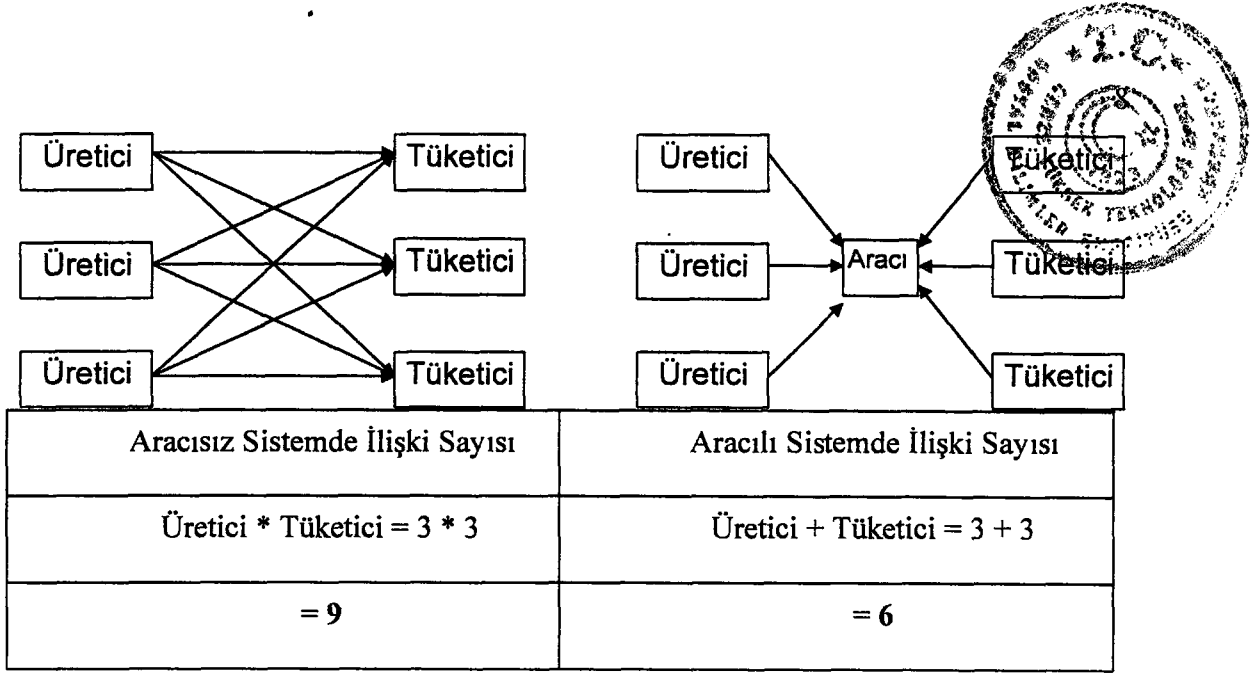 T.C.
8
Üretici Tüketici Üretici Tüketici
Üretici Tüketici Üretici Aracı Tüketici
Üretici Tüketici Üretici Tüketici
Aracısız Sistemde İlişki Sayısı Aracılı Sistemde İlişki Sayısı
Üretici * Tüketici = 3 * 3 Üretici + Tüketici = 3 + 3
= 9 = 6